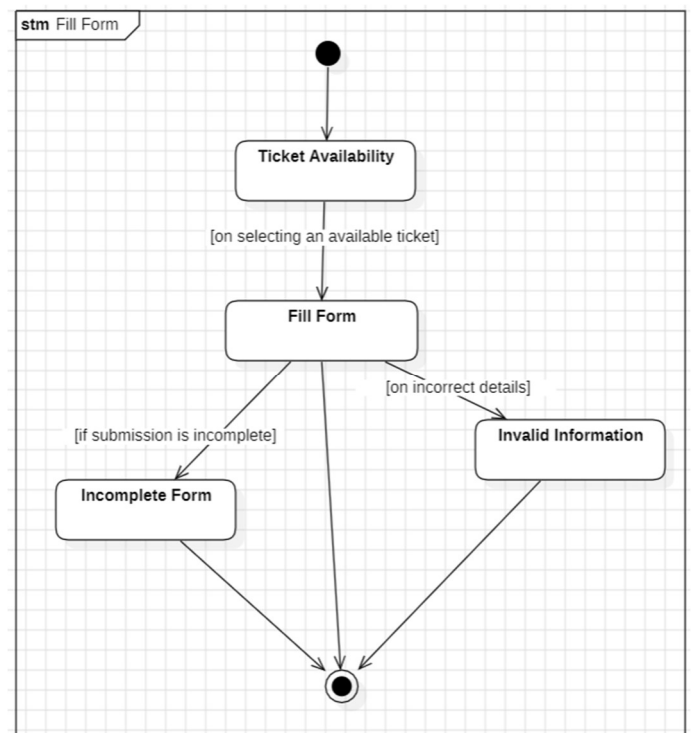 stm Fill Form
Ticket Availability
[on selecting an available ticket]
Fill Form
[on incorrect details]
[if submission is incomplete]
Invalid Information
Incomplete Form